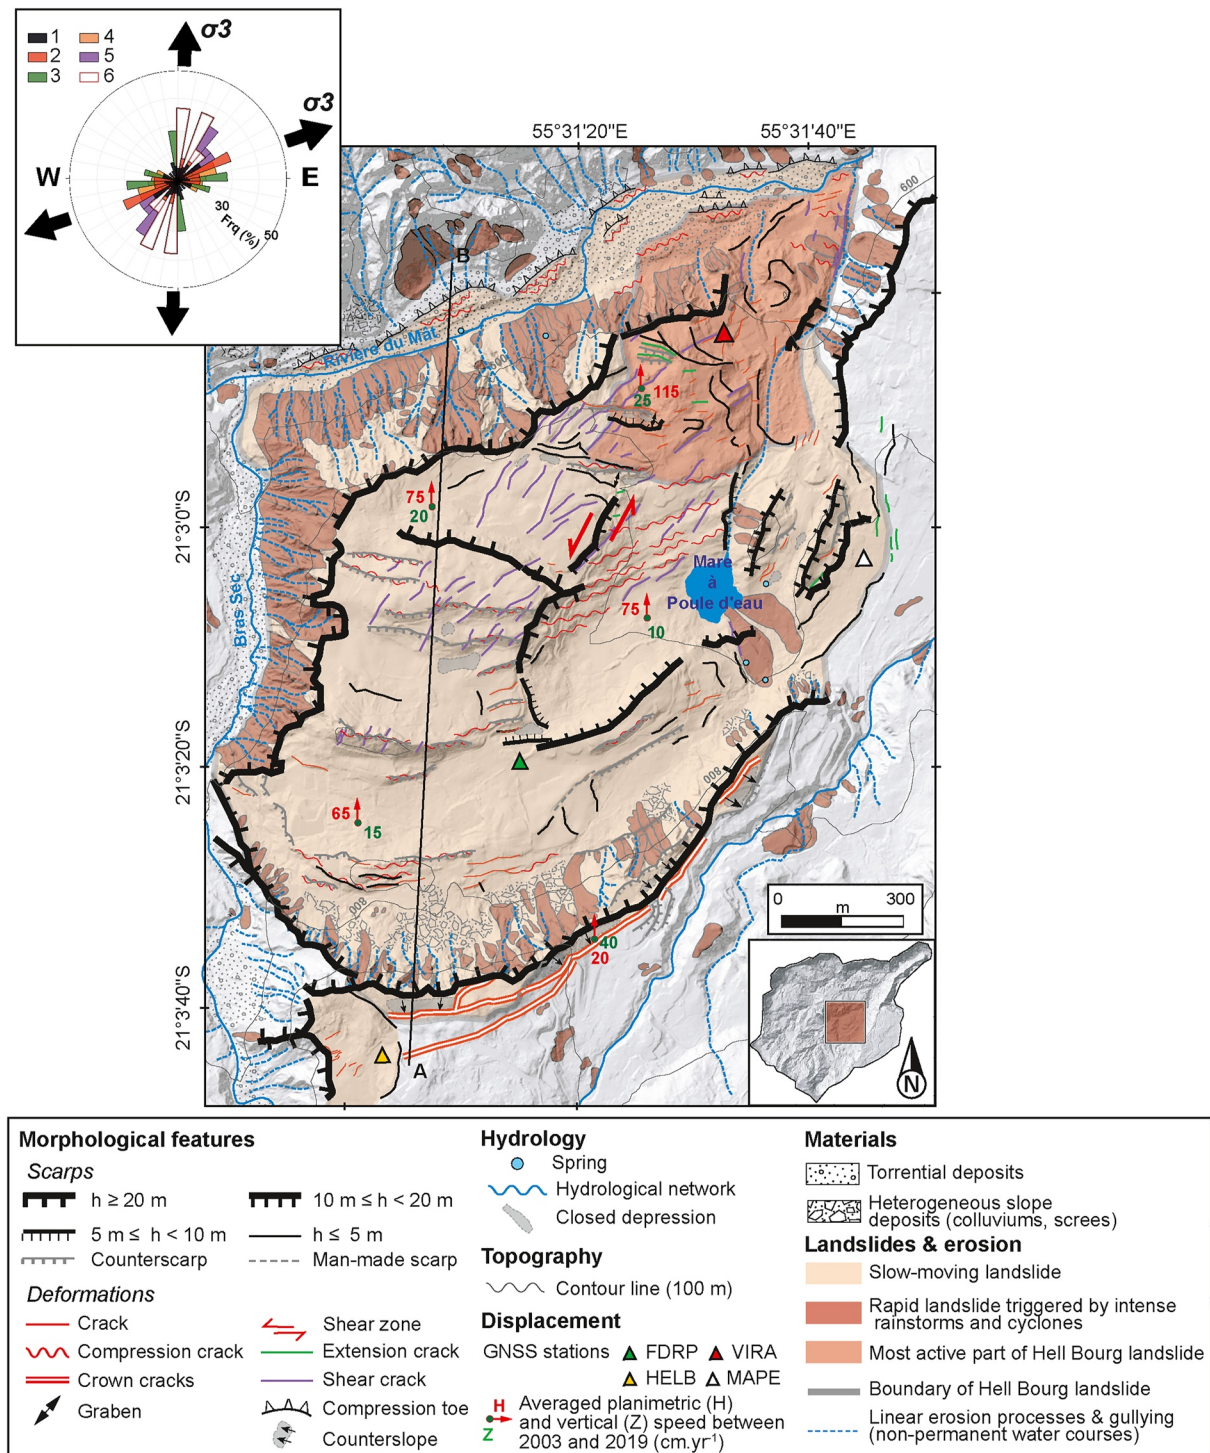 σ3
1 4
2 5
3 6
σ3
W
E
30
Frq (%)
50
55°31'20"E
55°31'40"E
600
B
Rivière du Mât
600
115
25
75
20
21°3'0"S
Mare
à
Poule d'eau
75
10
Bras Sec
21°3'20"S
800
65
15
800
0 300
m
40
20
21°3'40"S
A
N
Morphological features
Scarps
h ≥ 20 m
10 m ≤ h < 20 m
5 m ≤ h < 10 m
h ≤ 5 m
Counterscarp
Man-made scarp
Deformations
Crack
Shear zone
Compression crack
Extension crack
Crown cracks
Shear crack
Graben
Compression toe
Counterslope
Hydrology
Spring
Hydrological network
Closed depression
Topography
Contour line (100 m)
Displacement
GNSS stations
FDRP
VIRA
HELB
MAPE
H
Z
Averaged planimetric (H)
and vertical (Z) speed between
2003 and 2019 (cm.yr⁻¹)
Materials
Torrential deposits
Heterogeneous slope
deposits (colluviums, screes)
Landslides & erosion
Slow-moving landslide
Rapid landslide triggered by intense
rainstorms and cyclones
Most active part of Hell Bourg landslide
Boundary of Hell Bourg landslide
Linear erosion processes & gullying
(non-permanent water courses)